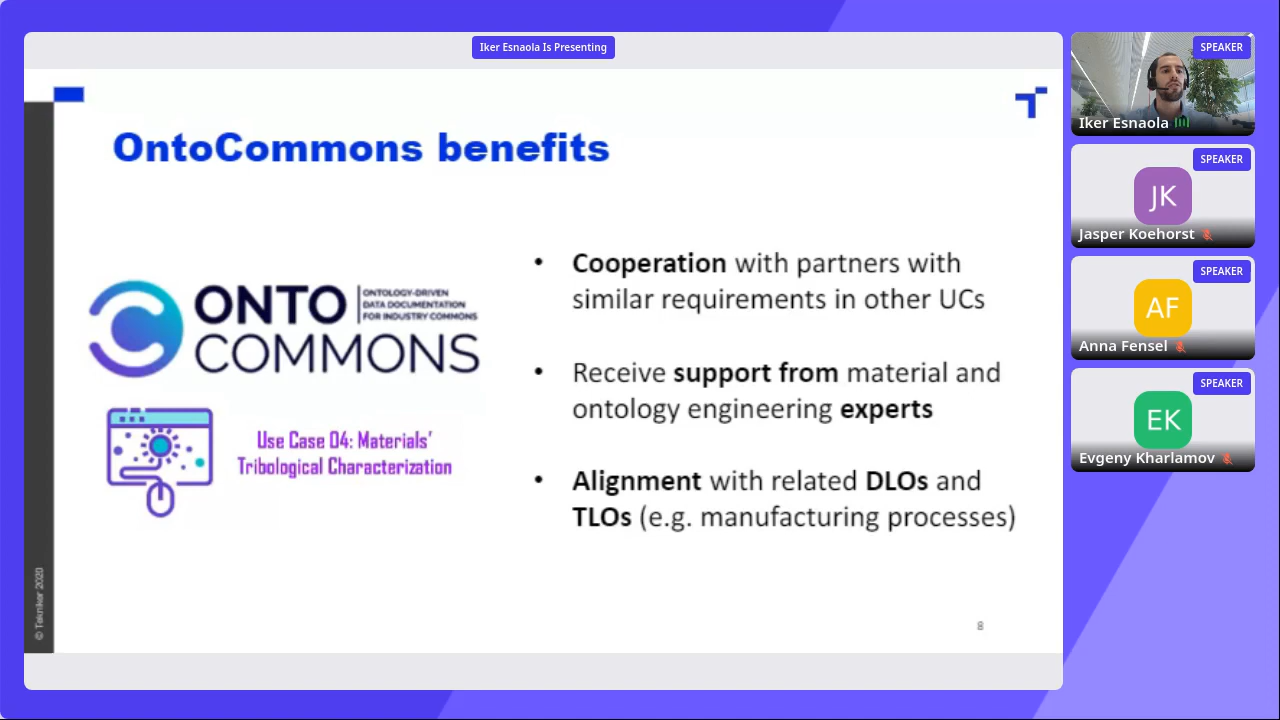 Iker Esnaola Is Presenting
OntoCommons benefits
ONTO
COMMONS
ONTOLOGY-DRIVEN
DATA DOCUMENTATION
FOR INDUSTRY COMMONS
Use Case 04: Materials'
Tribological Characterization
• Cooperation with partners with
similar requirements in other UCs
• Receive support from material and
ontology engineering experts
• Alignment with related DLOs and
TLOs (e.g. manufacturing processes)
© Tekniker 2020
8
SPEAKER
Iker Esnaola
SPEAKER
JK
Jasper Koehorst
SPEAKER
AF
Anna Fensel
SPEAKER
EK
Evgeny Kharlamov